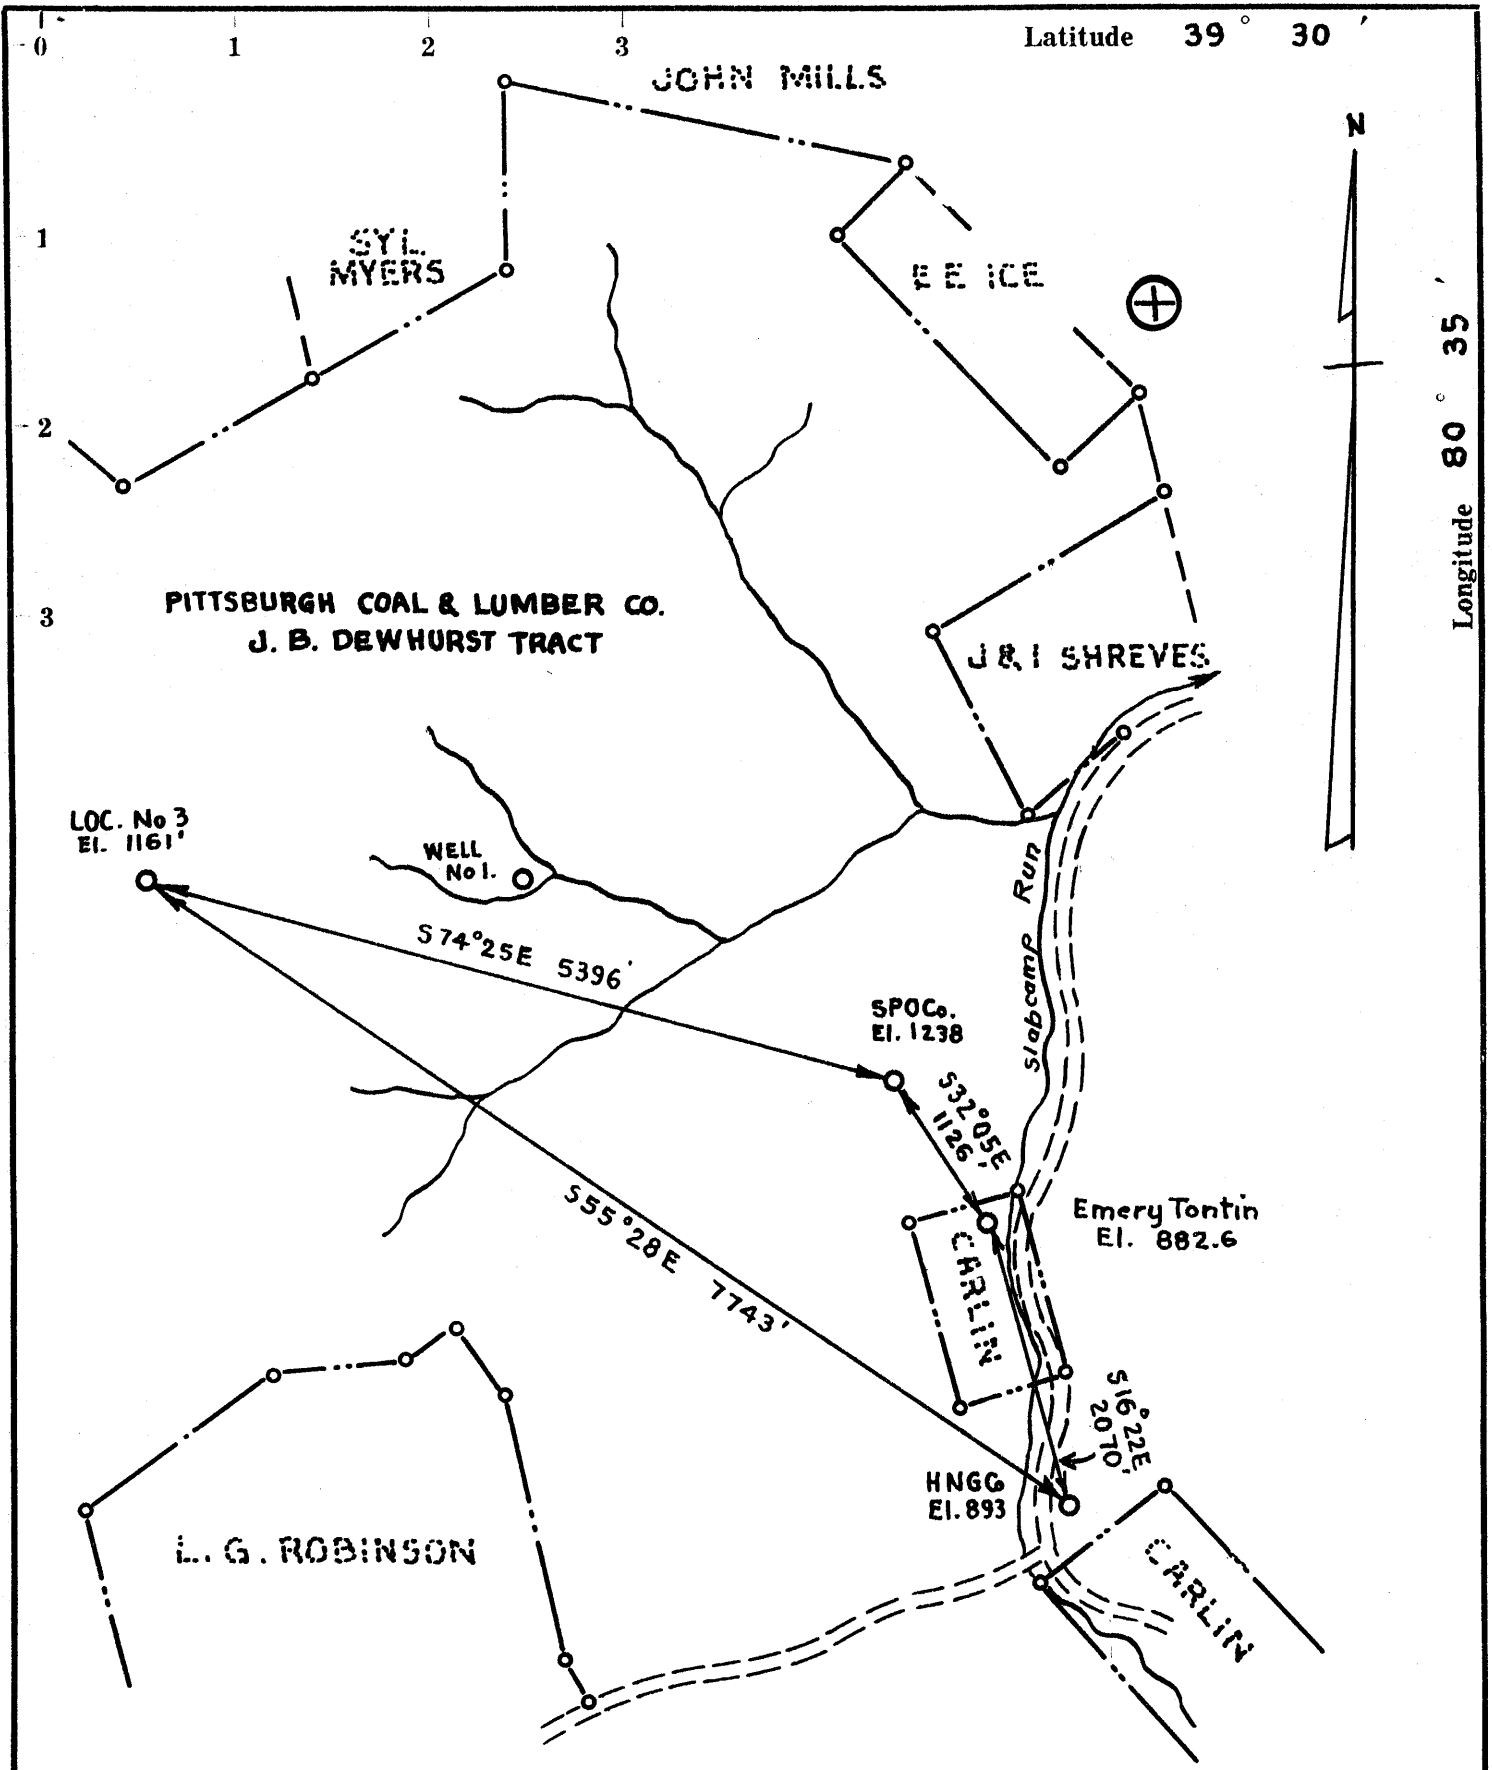 0 1 2 3 Latitude 39° 30′
JOHN MILLS
N
1
SYL.
MYERS
E E ICE
2
Longitude 80° 35′
3
PITTSBURGH COAL & LUMBER CO.
J. B. DEWHURST TRACT
J & I SHREVES
LOC. No 3
El. 1161'
WELL
No 1.
Slabcamp Run
S74°25E 5396'
SPOCo.
El. 1238
S32°05E
1126'
Emery Tontin
El. 882.6
CARLIN
S55°28E 7743'
S16°22E
2070'
HNGCo
El. 893
L. G. ROBINSON
CARLIN